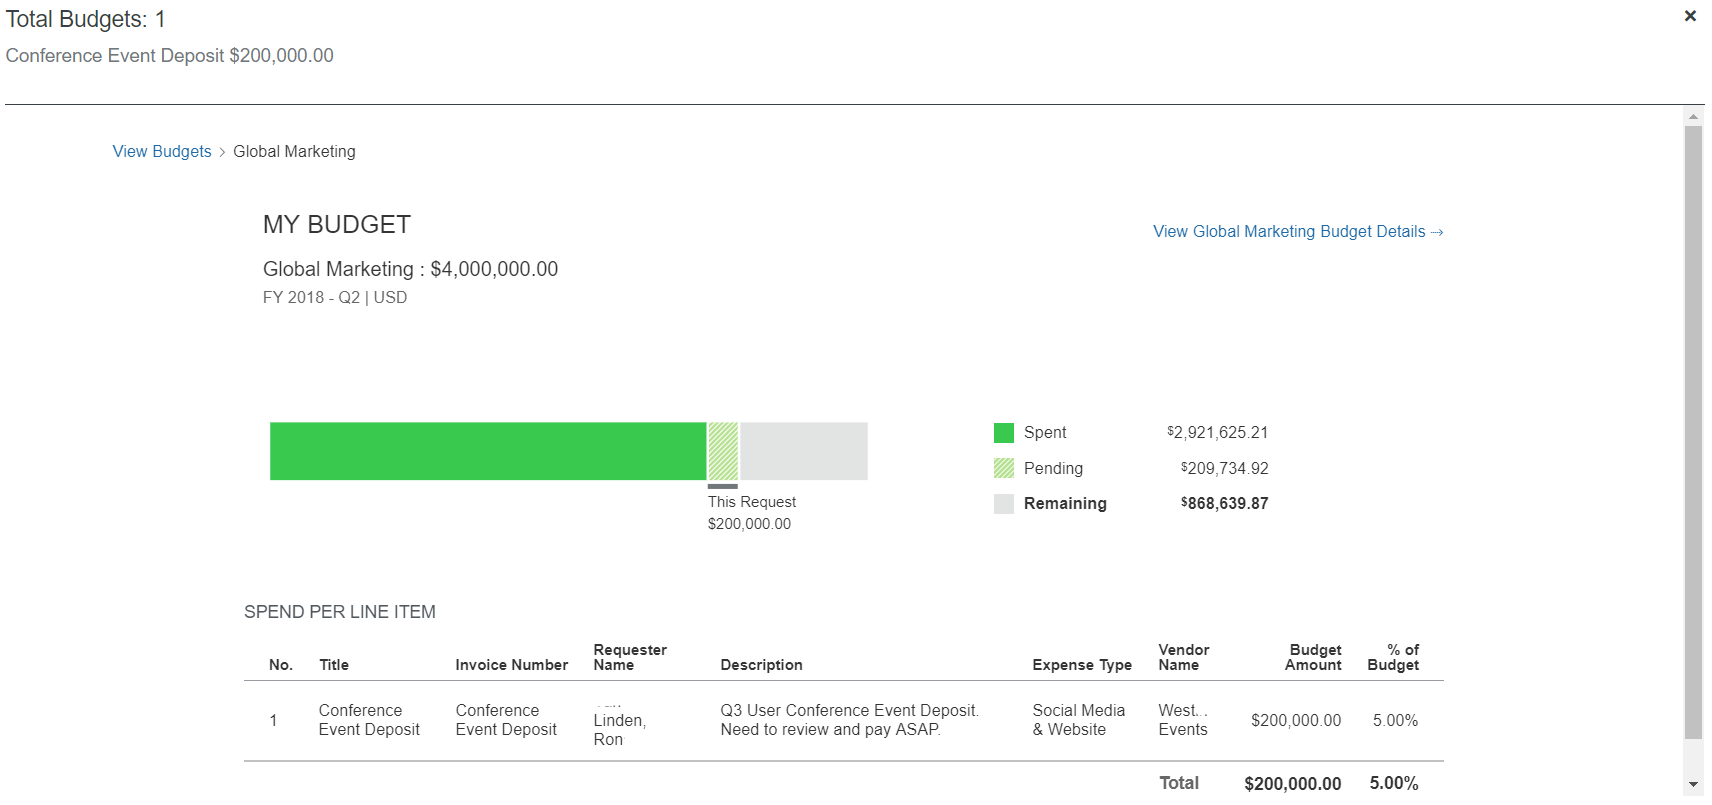 Total Budgets: 1
Conference Event Deposit $200,000.00
View Budgets > Global Marketing
MY BUDGET
View Global Marketing Budget Details →
Global Marketing : $4,000,000.00
FY 2018 - Q2 | USD
Spent $2,921,625.21
Pending $209,734.92
Remaining $868,639.87
This Request
$200,000.00
SPEND PER LINE ITEM
No. Title Invoice Number Requester Name Description Expense Type Vendor Name Budget Amount % of Budget
1 Conference Event Deposit Conference Event Deposit Linden, Ron Q3 User Conference Event Deposit. Need to review and pay ASAP. Social Media & Website West... Events $200,000.00 5.00%
Total $200,000.00 5.00%